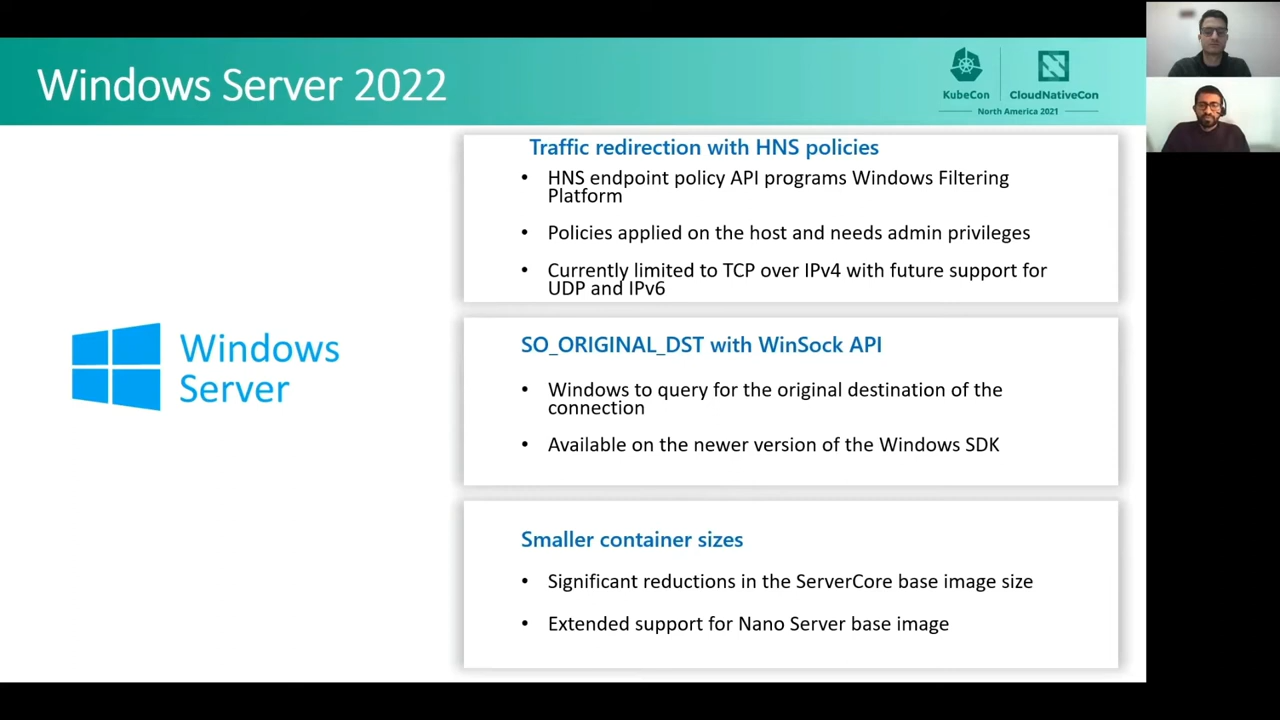 Windows Server 2022
KubeCon
CloudNativeCon
North America 2021
Traffic redirection with HNS policies
• HNS endpoint policy API programs Windows Filtering
Platform
• Policies applied on the host and needs admin privileges
• Currently limited to TCP over IPv4 with future support for
UDP and IPv6
Windows
Server
SO_ORIGINAL_DST with WinSock API
• Windows to query for the original destination of the
connection
• Available on the newer version of the Windows SDK
Smaller container sizes
• Significant reductions in the ServerCore base image size
• Extended support for Nano Server base image